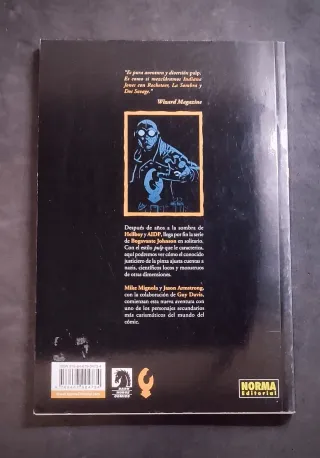 "Es pura aventura y diversión pulp.
Es como si mezcláramos Indiana
Jones con Rocketeer, La Sombra y
Doc Savage."
Wizard Magazine
Después de años a la sombra de
Hellboy y AIDP, llega por fin la serie
de Bogavante Johnson en solitario.
Con el estilo pulp que le caracteriza,
aquí podremos ver cómo el conocido
justiciero de la pinza ajusta cuentas a
nazis, científicos locos y monstruos
de otras dimensiones.
Mike Mignola y Jason Armstrong,
con la colaboración de Guy Davis,
comienzan esta nueva aventura con
uno de los personajes secundarios
más carismáticos del mundo del
cómic.
DARK
HORSE
COMICS
NORMA
Editorial